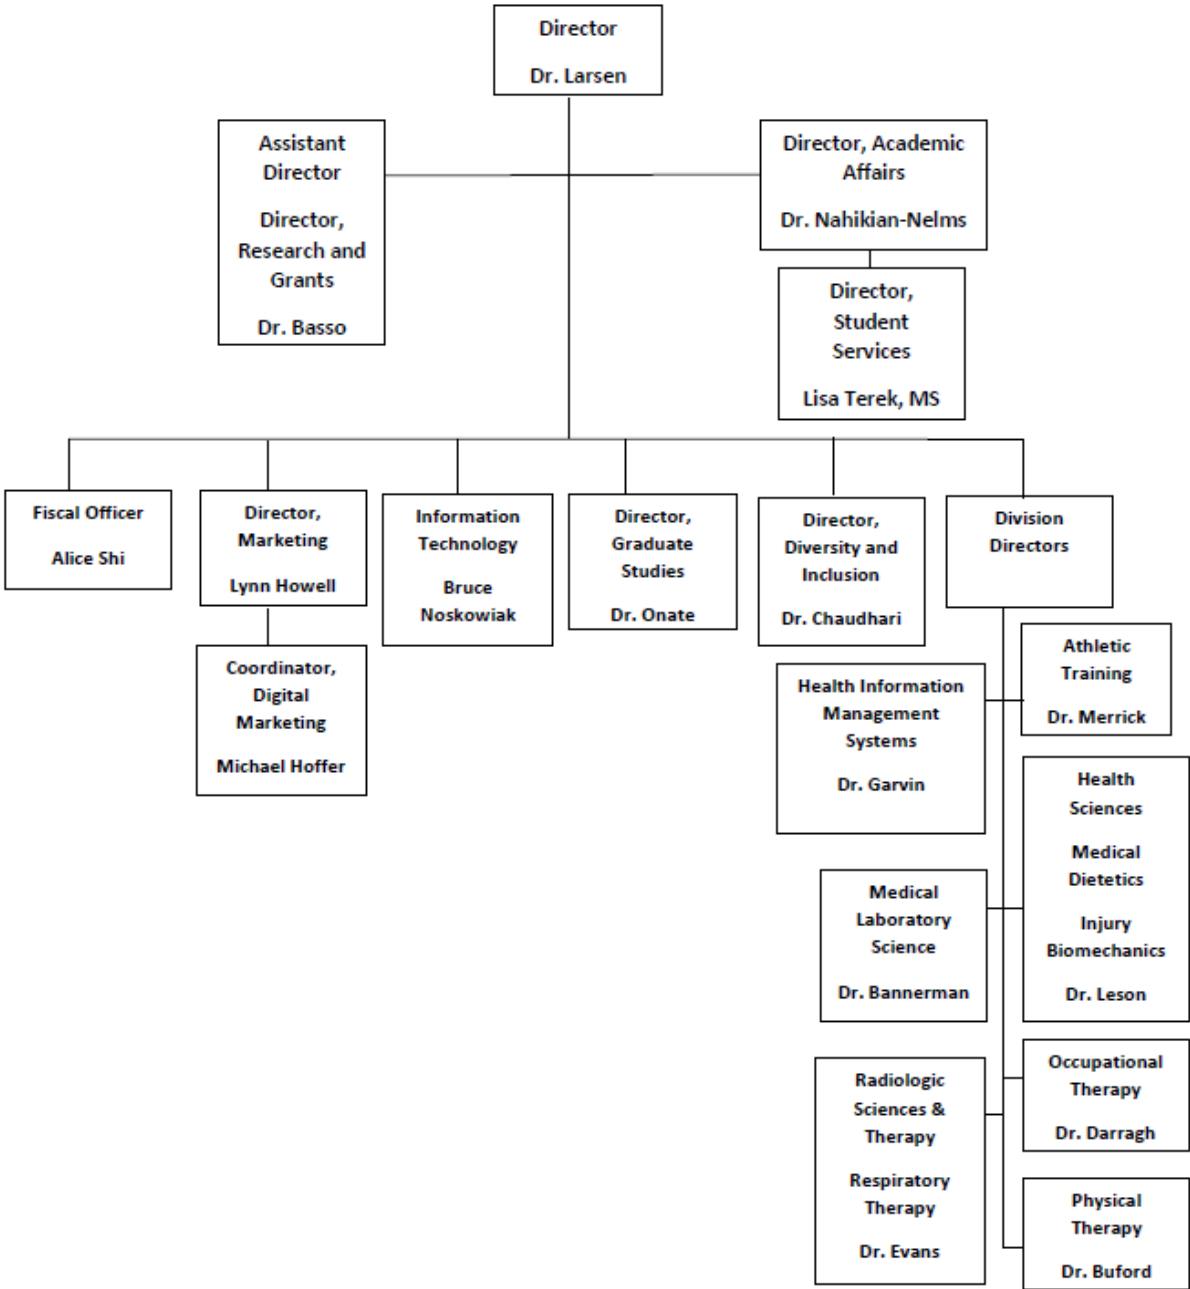 Director
Dr. Larsen
Assistant
Director
Director,
Research and
Grants
Dr. Basso
Director, Academic
Affairs
Dr. Nahikian-Nelms
Director,
Student
Services
Lisa Terek, MS
Fiscal Officer
Alice Shi
Director,
Marketing
Lynn Howell
Coordinator,
Digital
Marketing
Michael Hoffer
Information
Technology
Bruce
Noskowiak
Director,
Graduate
Studies
Dr. Onate
Director,
Diversity and
Inclusion
Dr. Chaudhari
Division
Directors
Athletic
Training
Dr. Merrick
Health Information
Management
Systems
Dr. Garvin
Health
Sciences
Medical
Dietetics
Injury
Biomechanics
Dr. Leson
Medical
Laboratory
Science
Dr. Bannerman
Occupational
Therapy
Dr. Darragh
Radiologic
Sciences &
Therapy
Respiratory
Therapy
Dr. Evans
Physical
Therapy
Dr. Buford